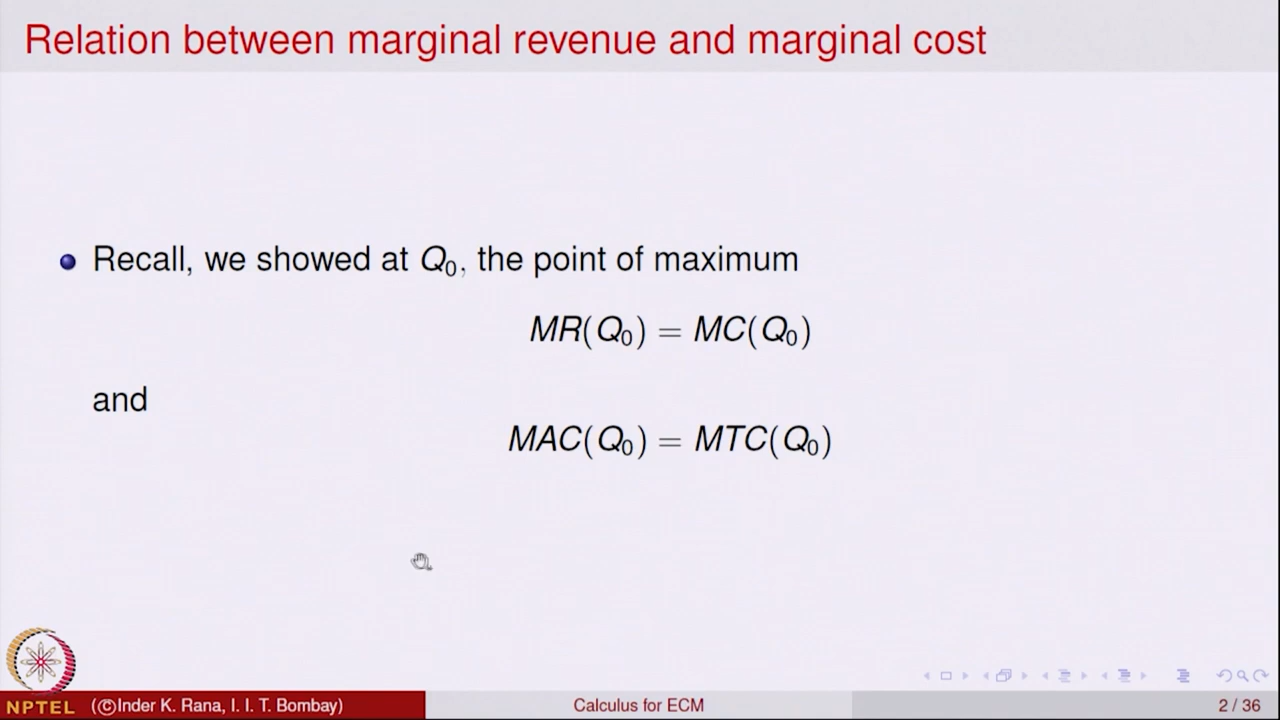 Relation between marginal revenue and marginal cost
Recall, we showed at Q₀, the point of maximum
MR(Q₀) = MC(Q₀)
and
MAC(Q₀) = MTC(Q₀)
NPTEL (©Inder K. Rana, I. I. T. Bombay) Calculus for ECM 2 / 36